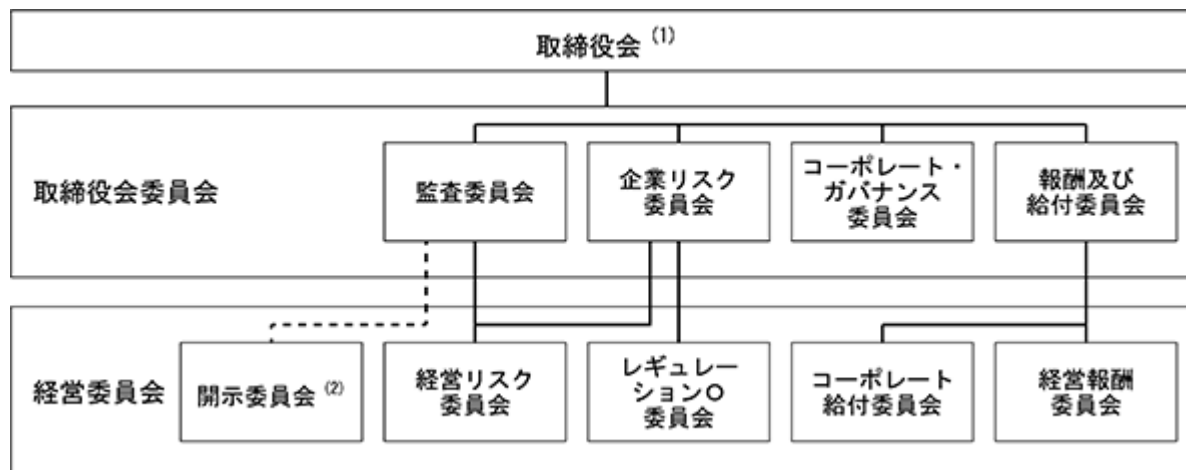 取締役会 (1)
取締役会委員会
監査委員会
企業リスク
委員会
コーポレート・
ガバナンス
委員会
報酬及び
給付委員会
経営委員会
開示委員会 (2)
経営リスク
委員会
レギュレー
ションO
委員会
コーポレート
給付委員会
経営報酬
委員会